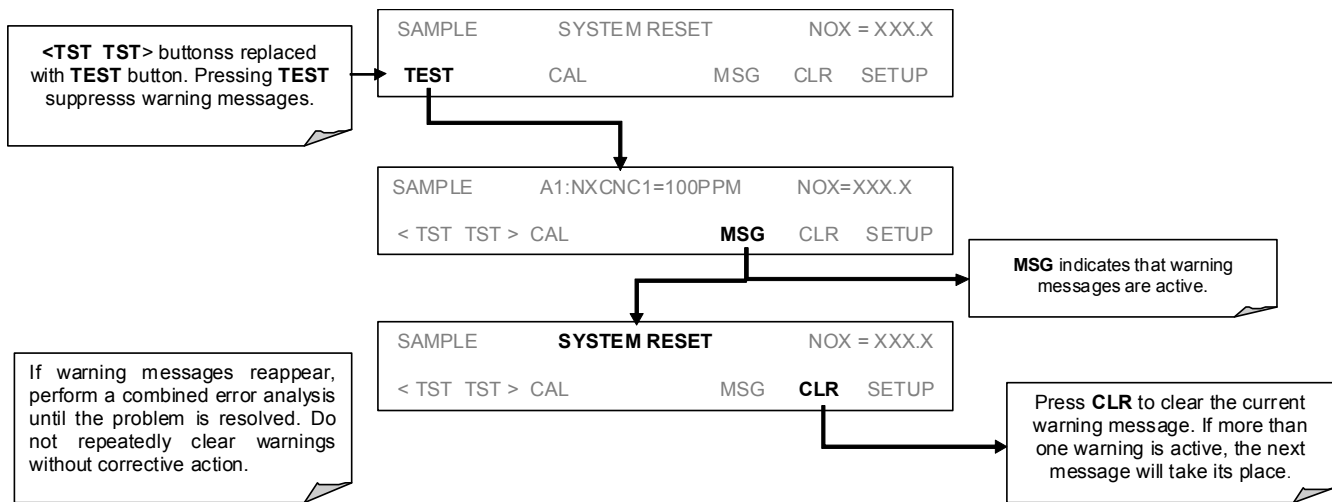 <TST TST> buttonss replaced
with TEST button. Pressing TEST
suppresss warning messages.
SAMPLE SYSTEM RESET NOX = XXX.X
TEST CAL MSG CLR SETUP
SAMPLE A1:NXCNC1=100PPM NOX=XXX.X
< TST TST > CAL MSG CLR SETUP
MSG indicates that warning
messages are active.
SAMPLE SYSTEM RESET NOX = XXX.X
< TST TST > CAL MSG CLR SETUP
If warning messages reappear,
perform a combined error analysis
until the problem is resolved. Do
not repeatedly clear warnings
without corrective action.
Press CLR to clear the current
warning message. If more than
one warning is active, the next
message will take its place.